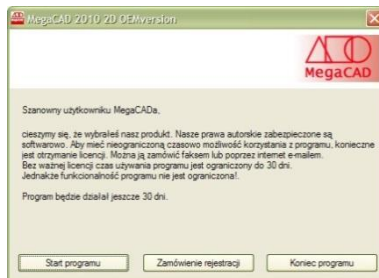 MegaCAD 2010 2D OEMversion
MegaCAD
Szanowny użytkowniku MegaCADa,
cieszymy się, że wybrałeś nasz produkt. Nasze prawa autorskie zabezpieczone są
softwarowo. Aby mieć nieograniczoną czasowo możliwość korzystania z programu, konieczne
jest otrzymanie licencji. Można ją zamówić faksem lub poprzez internet e-mailem.
Bez ważnej licencji czas używania programu jest ograniczony do 30 dni.
Jednakże funkcjonalność programu nie jest ograniczona!.
Program będzie działał jeszcze 30 dni.
Start programu
Zamówienie rejestracji
Koniec programu